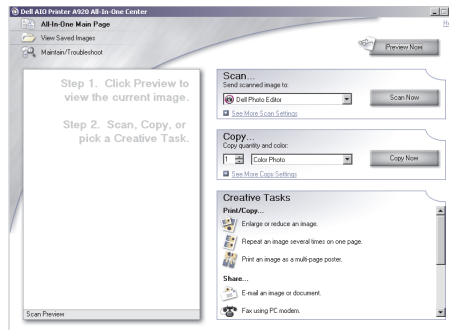 Dell AIO Printer A920 All-In-One Center
All-In-One Main Page
View Saved Images
Maintain/Troubleshoot
Preview Now
Step 1. Click Preview to
view the current image.
Step 2. Scan, Copy, or
pick a Creative Task.
Scan Preview
Scan...
Send scanned image to:
Dell Photo Editor
Scan Now
See More Scan Settings
Copy...
Copy quantity and color:
1
Color Photo
Copy Now
See More Copy Settings
Creative Tasks
Print/Copy...
Enlarge or reduce an image.
Repeat an image several times on one page.
Print an image as a multi-page poster.
Share...
E-mail an image or document.
Fax using PC modem.